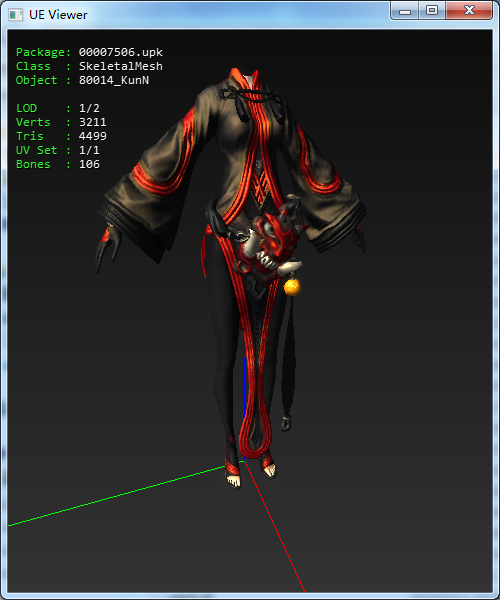 UE Viewer
Package: 00007506.upk
Class  : SkeletalMesh
Object : 80014_KunN
LOD    : 1/2
Verts  : 3211
Tris   : 4499
UV Set : 1/1
Bones  : 106